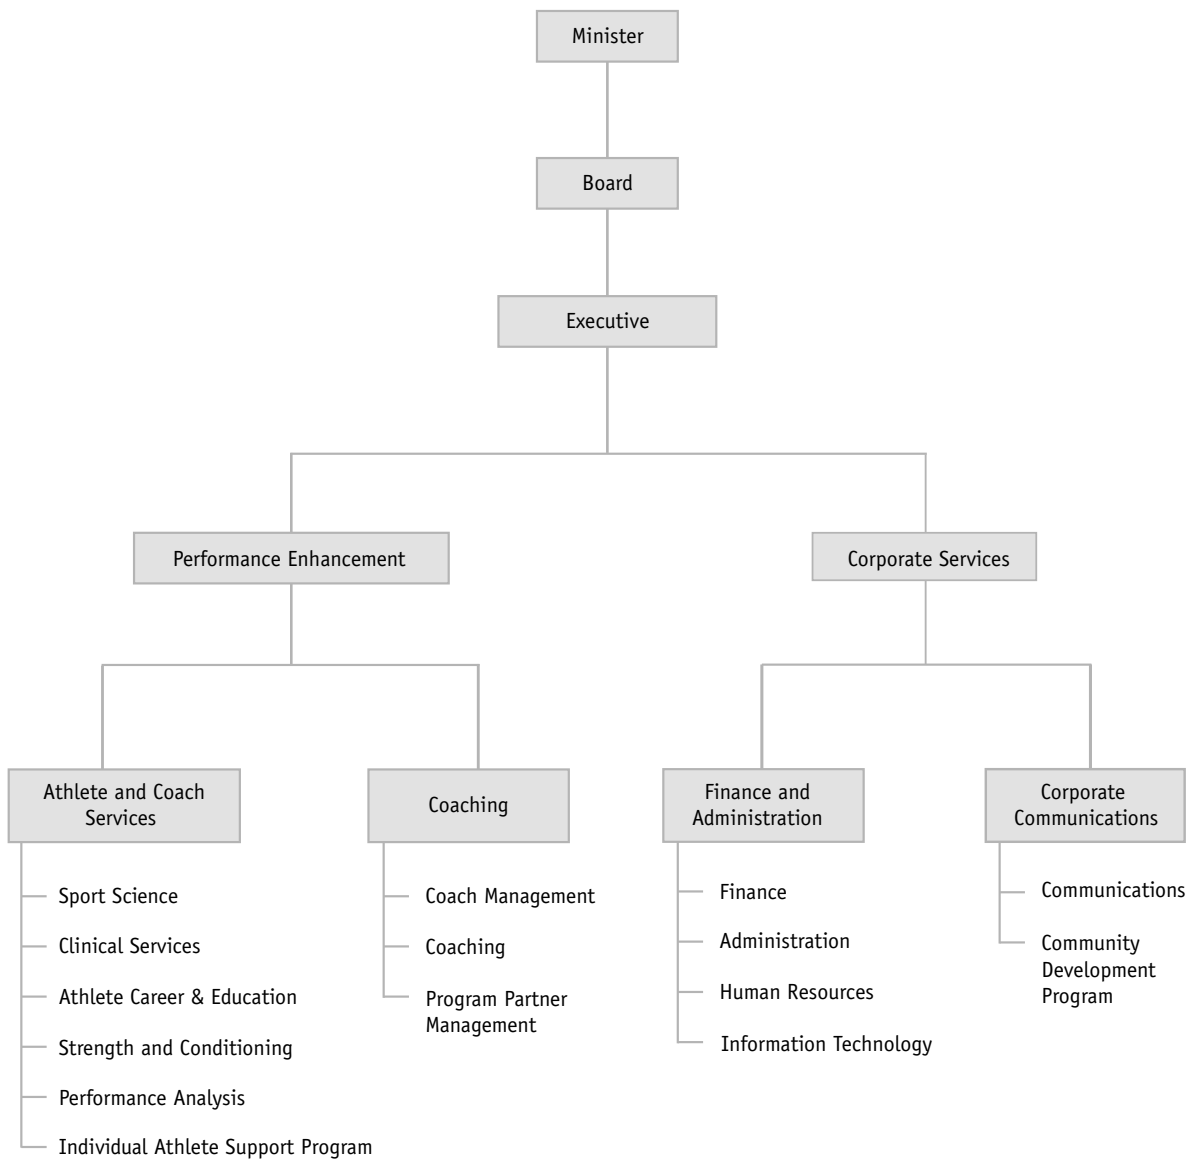 Minister
Board
Executive
Performance Enhancement
Corporate Services
Athlete and Coach
Services
Coaching
Finance and
Administration
Corporate
Communications
Sport Science
Clinical Services
Athlete Career & Education
Strength and Conditioning
Performance Analysis
Individual Athlete Support Program
Coach Management
Coaching
Program Partner
Management
Finance
Administration
Human Resources
Information Technology
Communications
Community
Development
Program